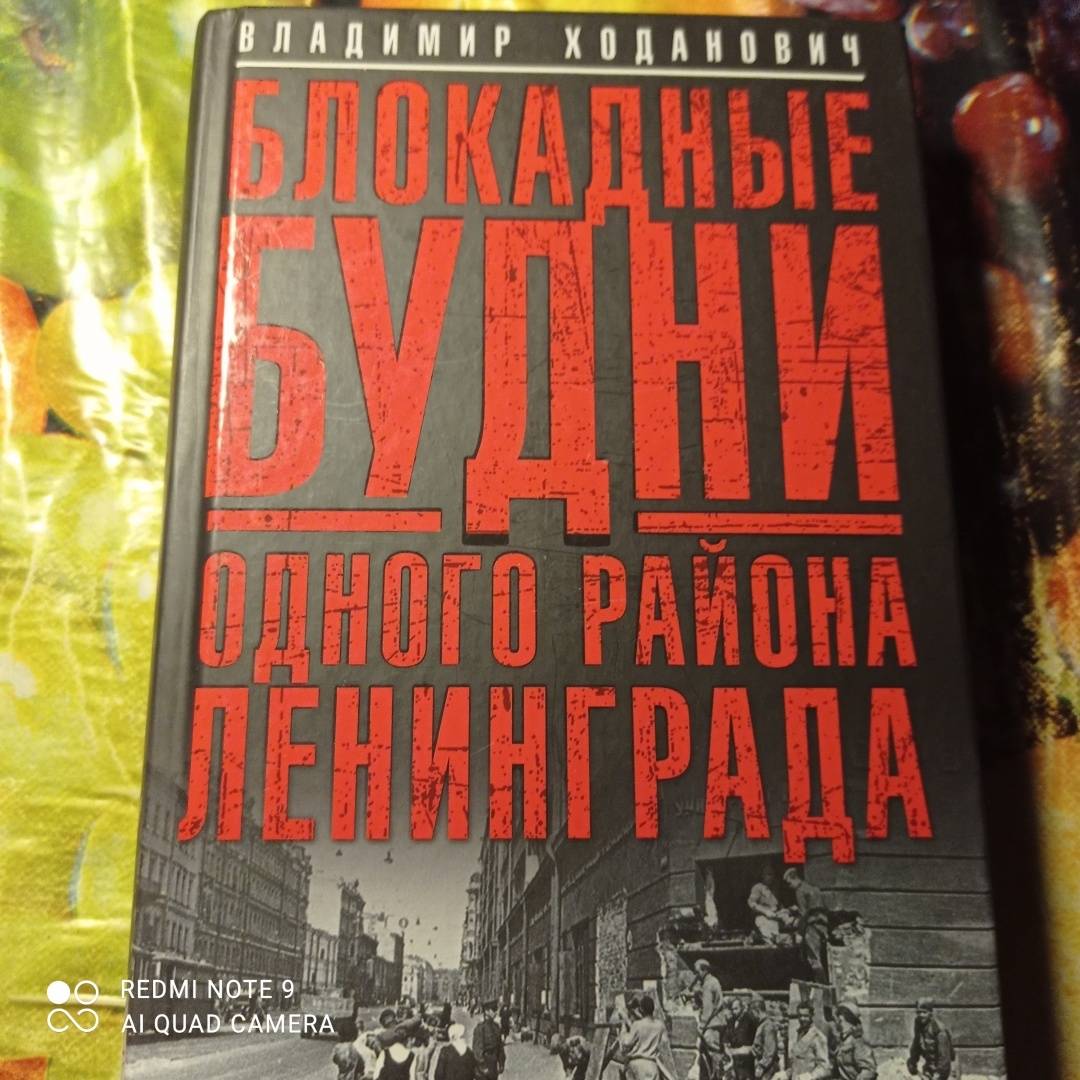 ВЛАДИМИР ХОДАНОВИЧ
БЛОКАДНЫЕ
БУДНИ
ОДНОГО РАЙОНА
ЛЕНИНГРАДА
REDMI NOTE 9
AI QUAD CAMERA